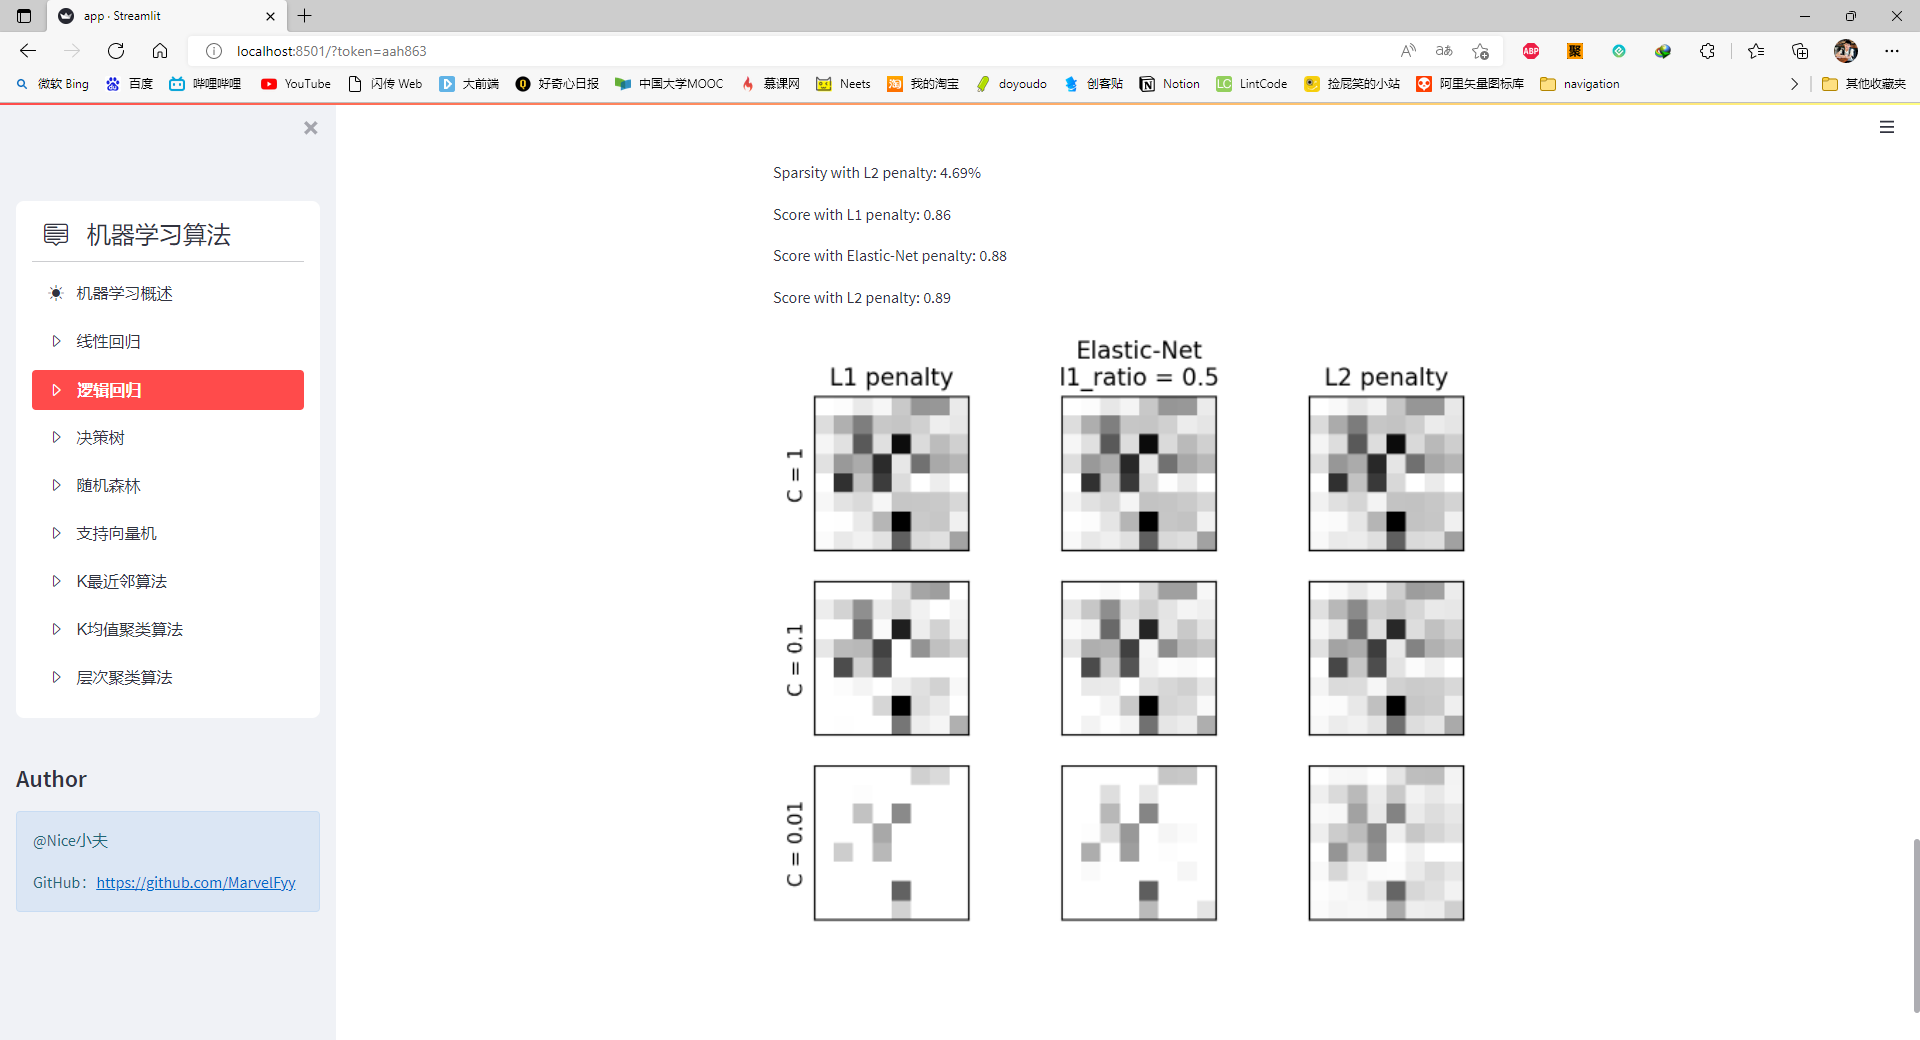 app · Streamlit
localhost:8501/?token=aah863
微软 Bing
百度
哔哩哔哩
YouTube
闪传 Web
大前端
好奇心日报
中国大学MOOC
慕课网
Neets
我的淘宝
doyoudo
创客贴
Notion
LintCode
捡屁笑的小站
阿里矢量图标库
navigation
其他收藏夹
机器学习算法
机器学习概述
线性回归
逻辑回归
决策树
随机森林
支持向量机
K最近邻算法
K均值聚类算法
层次聚类算法
Author
@Nice小夫
GitHub：https://github.com/MarvelFyy
Sparsity with L2 penalty: 4.69%
Score with L1 penalty: 0.86
Score with Elastic-Net penalty: 0.88
Score with L2 penalty: 0.89
L1 penalty
Elastic-Net
l1_ratio = 0.5
L2 penalty
C = 1
C = 0.1
C = 0.01